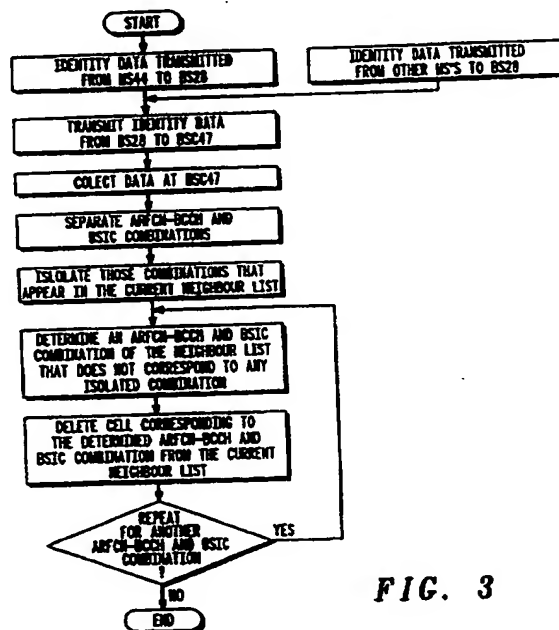 START
IDENTITY DATA TRANSMITTED
FROM MS44 TO BS28
IDENTITY DATA TRANSMITTED
FROM OTHER MS'S TO BS28
TRANSMIT IDENTITY DATA
FROM BS28 TO BSC47
COLECT DATA AT BSC47
SEPARATE ARFCN-BCCH AND
BSIC COMBINATIONS
ISLOLATE THOSE COMBINATIONS THAT
APPEAR IN THE CURRENT NEIGHBOUR LIST
DETERMINE AN ARFCN-BCCH AND BSIC
COMBINATION OF THE NEIGHBOUR LIST
THAT DOES NOT CORRESPOND TO ANY
ISOLATED COMBINATION
DELETE CELL CORRESPONDING TO
THE DETERMINED ARFCN-BCCH AND
BSIC COMBINATION FROM THE CURRENT
NEIGHBOUR LIST
REPEAT
FOR ANOTHER
ARFCN-BCCH AND BSIC
COMBINATION
?
YES
NO
END
FIG. 3